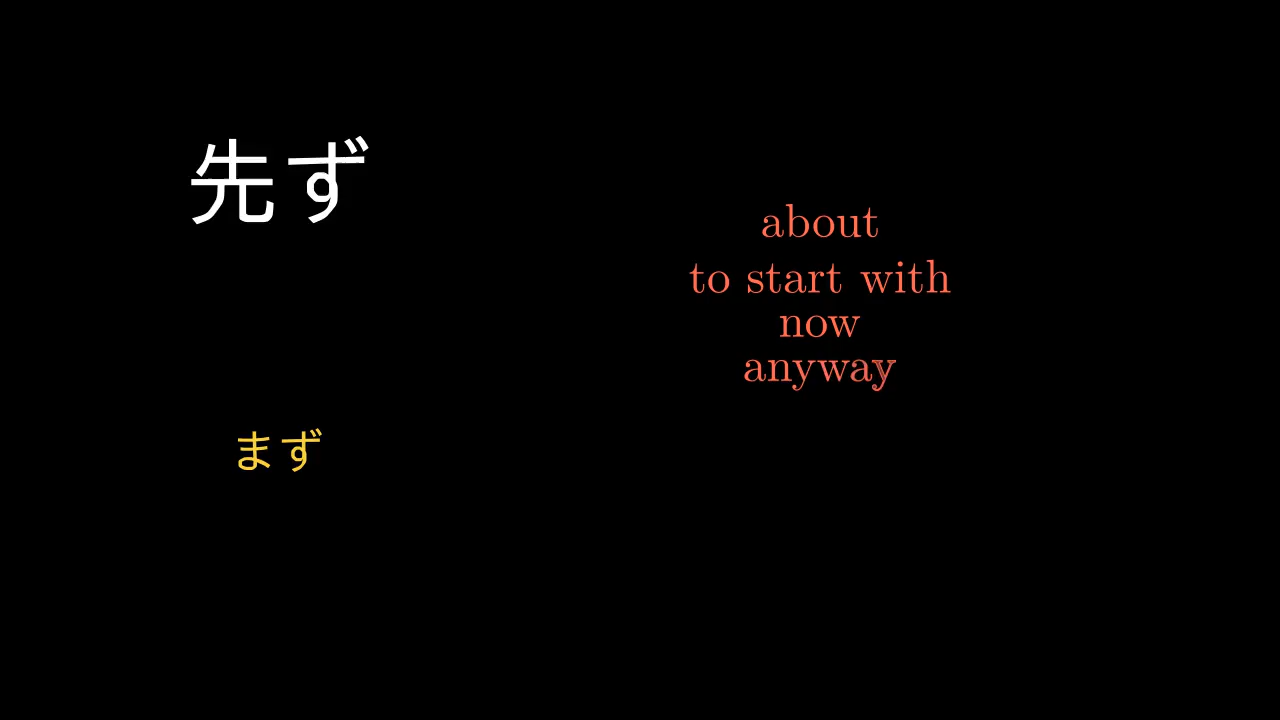 先ず
まず
about
to start with
now
anyway